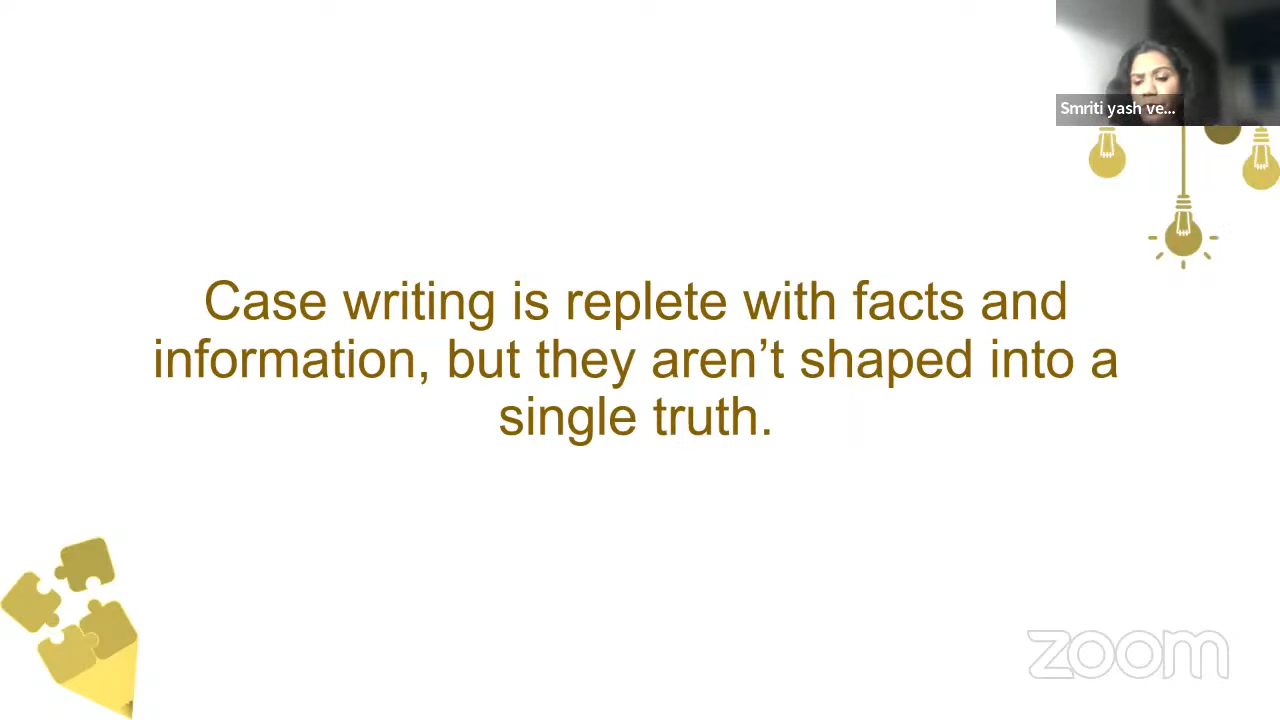 Smriti yash ve...
Case writing is replete with facts and
information, but they aren’t shaped into a
single truth.
zoom